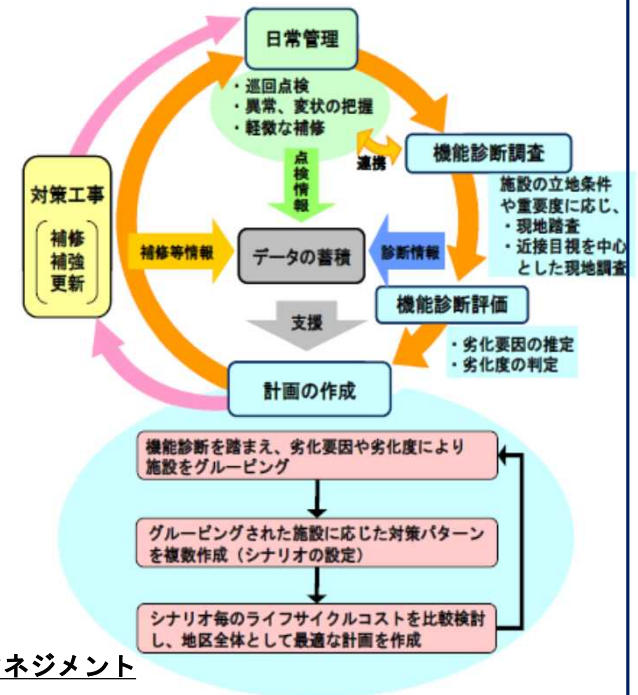 日常管理
・巡回点検
・異常、変状の把握
・軽微な補修
連携
機能診断調査
施設の立地条件
や重要度に応じ、
・現地踏査
・近接目視を中心
とした現地調査
点検情報
対策工事
補修
補強
更新
補修等情報
データの蓄積
診断情報
機能診断評価
・劣化要因の推定
・劣化度の判定
支援
計画の作成
機能診断を踏まえ、劣化要因や劣化度により
施設をグルーピング
グルーピングされた施設に応じた対策パターン
を複数作成（シナリオの設定）
シナリオ毎のライフサイクルコストを比較検討
し、地区全体として最適な計画を作成
ネジメント